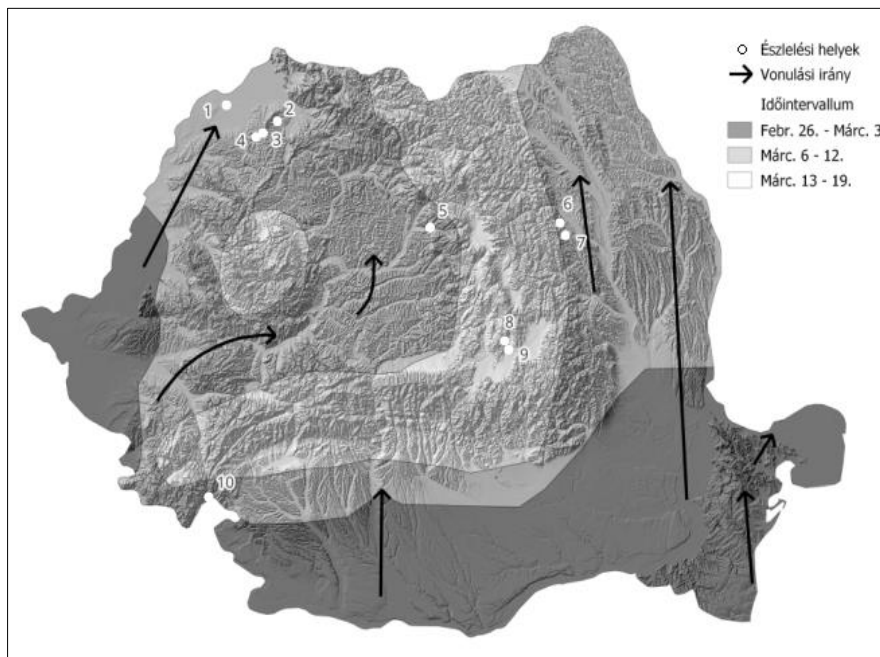 Észlelési helyek
Vonulási irány
Időintervallum
Febr. 26. - Márc. 3
Márc. 6 - 12.
Márc. 13 - 19.
1
2
3
4
5
6
7
8
9
10